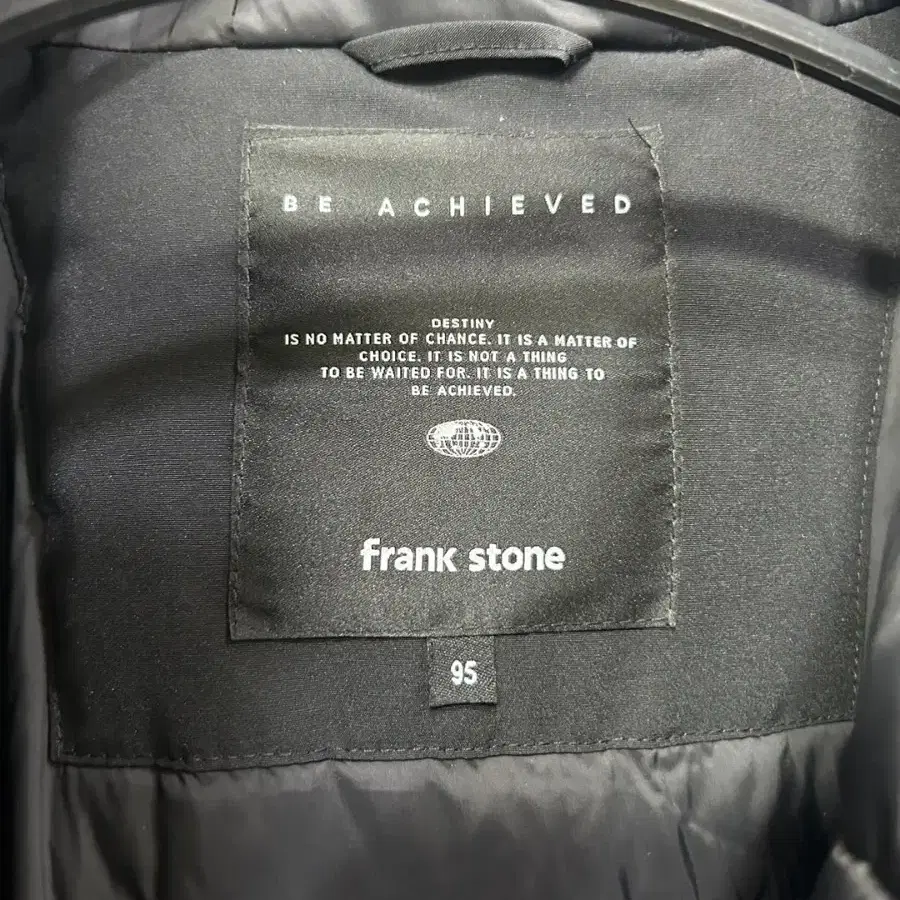 BE ACHIEVED
DESTINY
IS NO MATTER OF CHANCE. IT IS A MATTER OF
CHOICE. IT IS NOT A THING
TO BE WAITED FOR. IT IS A THING TO
BE ACHIEVED.
frank stone
95